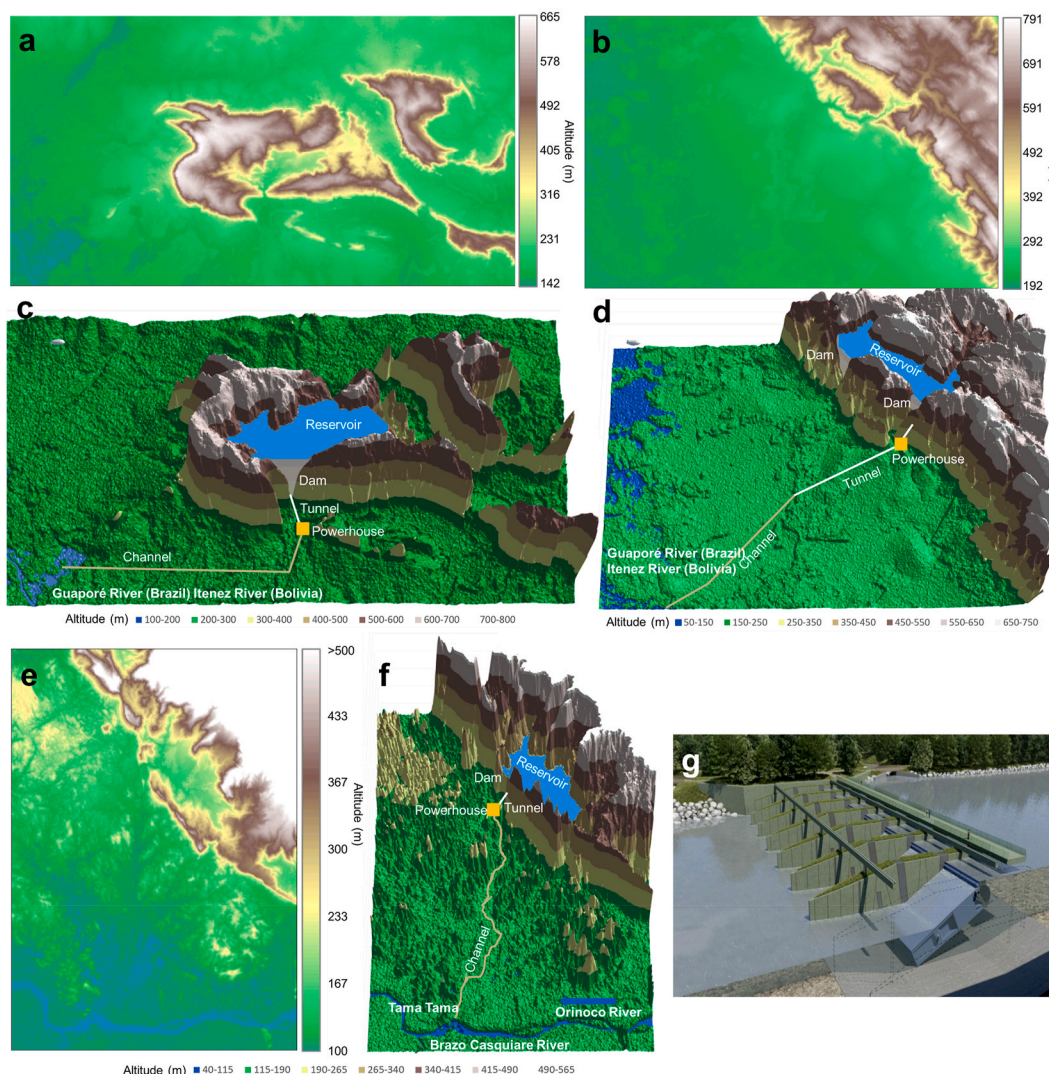 a
665
578
492
405
316
231
142
Altitude (m)
b
791
691
591
492
392
292
192
c
Reservoir
Dam
Tunnel
Powerhouse
Channel
Guaporé River (Brazil) Itenez River (Bolivia)
Altitude (m) 100-200 200-300 300-400 400-500 500-600 600-700 700-800
d
Dam
Reservoir
Dam
Powerhouse
Tunnel
Channel
Guaporé River (Brazil)
Itenez River (Bolivia)
Altitude (m) 50-150 150-250 250-350 350-450 450-550 550-650 650-750
e
>500
433
367
300
233
167
100
Altitude (m)
f
Reservoir
Dam
Powerhouse
Tunnel
Channel
Tama Tama
Orinoco River
Brazo Casquiare River
Altitude (m) 40-115 115-190 190-265 265-340 340-415 415-490 490-565
g